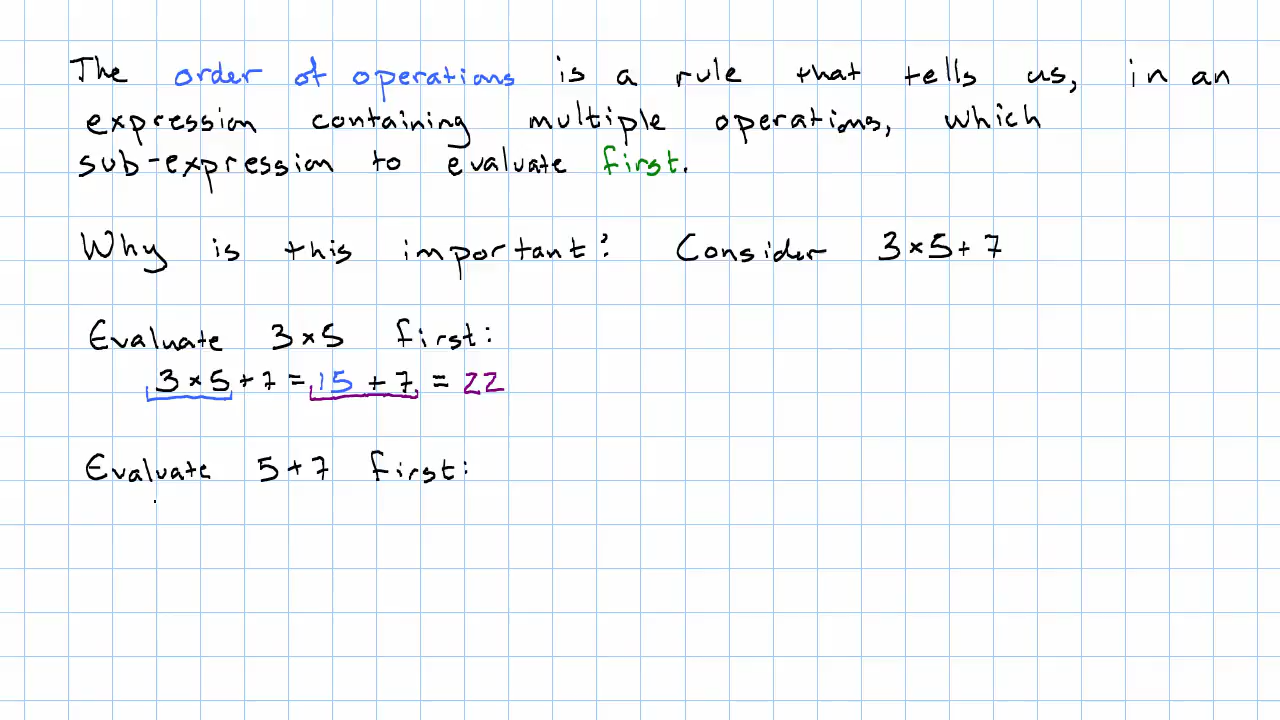 The order of operations is a rule that tells us, in an
expression containing multiple operations, which
sub-expression to evaluate first.
Why is this important? Consider 3×5+7
Evaluate 3×5 first:
3×5+7 = 15 +7 = 22
Evaluate 5+7 first: